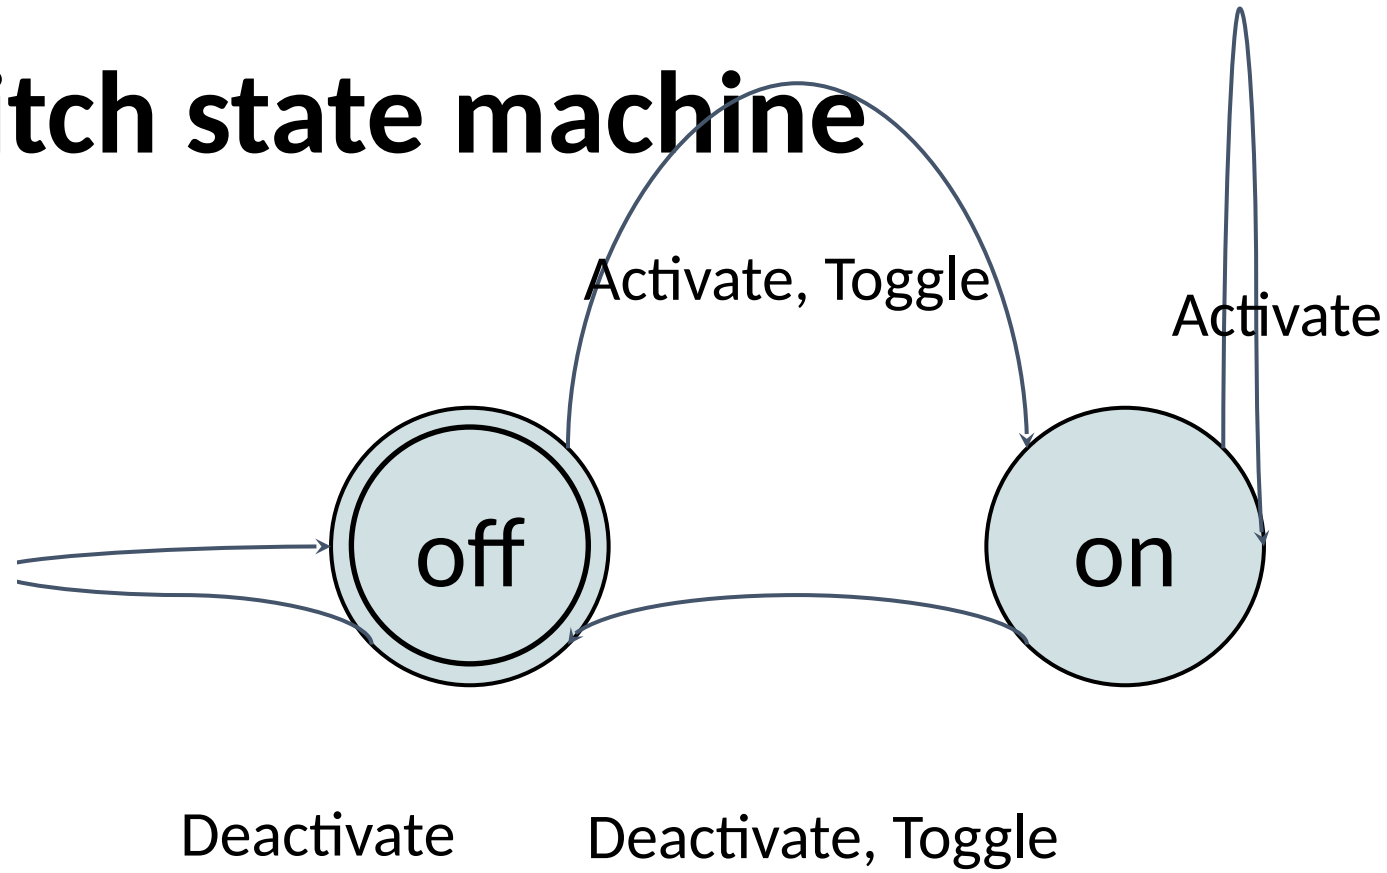 itch state machine
Activate, Toggle
Activate
off
on
Deactivate
Deactivate, Toggle